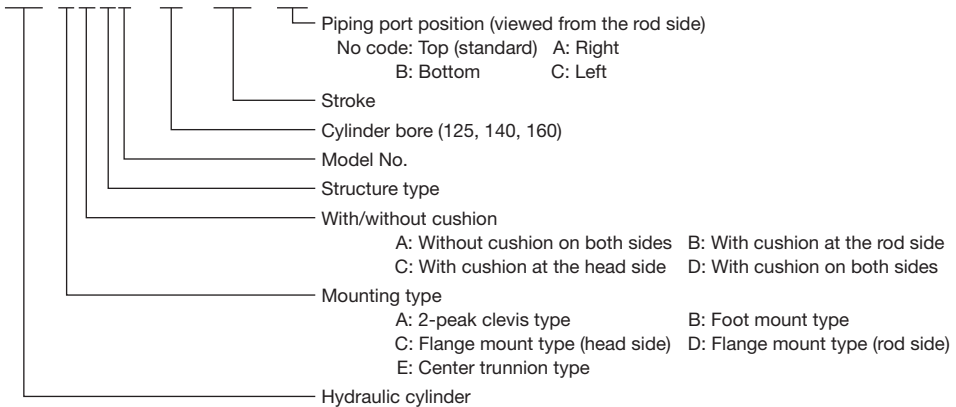 Piping port position (viewed from the rod side)
No code: Top (standard) A: Right
B: Bottom C: Left
Stroke
Cylinder bore (125, 140, 160)
Model No.
Structure type
With/without cushion
A: Without cushion on both sides B: With cushion at the rod side
C: With cushion at the head side D: With cushion on both sides
Mounting type
A: 2-peak clevis type B: Foot mount type
C: Flange mount type (head side) D: Flange mount type (rod side)
E: Center trunnion type
Hydraulic cylinder